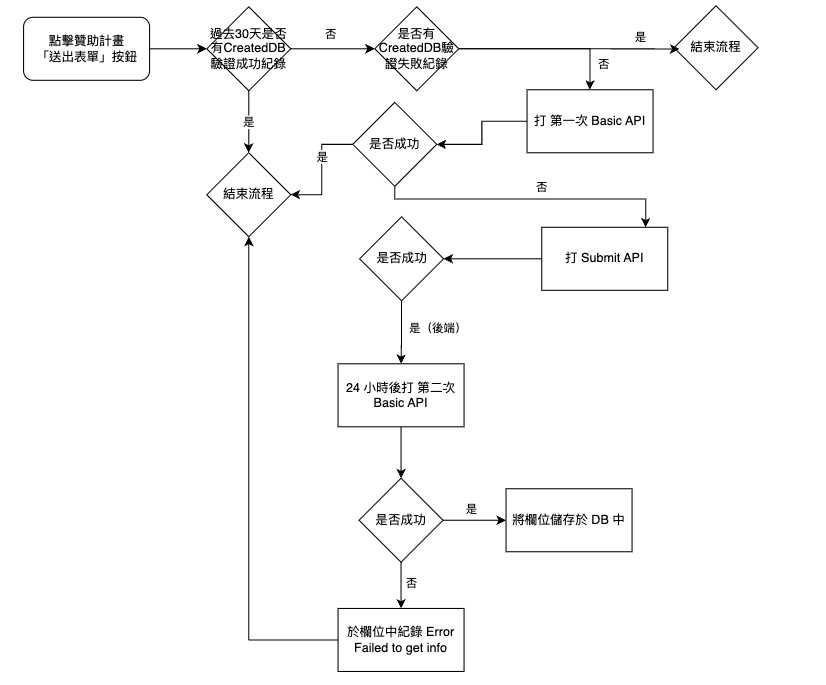 點擊贊助計畫
「送出表單」按鈕
過去30天是否
有CreatedDB
驗證成功紀錄
否
是否有
CreatedDB驗
證失敗紀錄
是
結束流程
否
打 第一次 Basic API
是
是否成功
是
結束流程
否
打 Submit API
是否成功
是（後端）
24 小時後打 第二次
Basic API
是否成功
是
將欄位儲存於 DB 中
否
於欄位中紀錄 Error
Failed to get info